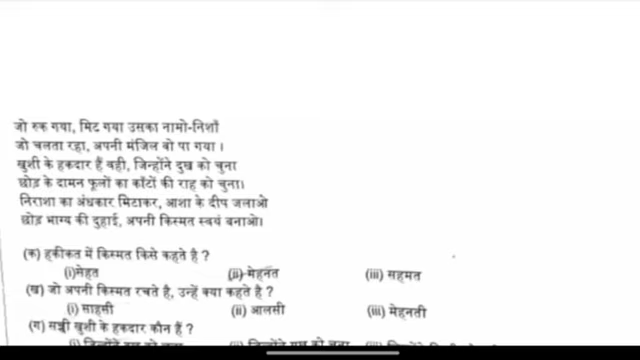 जो रुक गया, मिट गया उसका नामो-निशाँ
जो चलता रहा, अपनी मंजिल वो पा गया।
खुशी के हकदार हैं वही, जिन्होंने दुख को चुना
छोड़ के दामन फूलों का काँटों की राह को चुना।
निराशा का अंधकार मिटाकर, आशा के दीप जलाओ
छोड़ भाग्य की दुहाई, अपनी किस्मत स्वयं बनाओ।
(क) हकीकत में किस्मत किसे कहते है ?
(i)सेहत (ii) मेहनत (iii) सहमत
(ख) जो अपनी किस्मत रचते है, उन्हें क्या कहते है ?
(i) साहसी (ii) आलसी (iii) मेहनती
(ग) सच्ची खुशी के हकदार कौन हैं ?